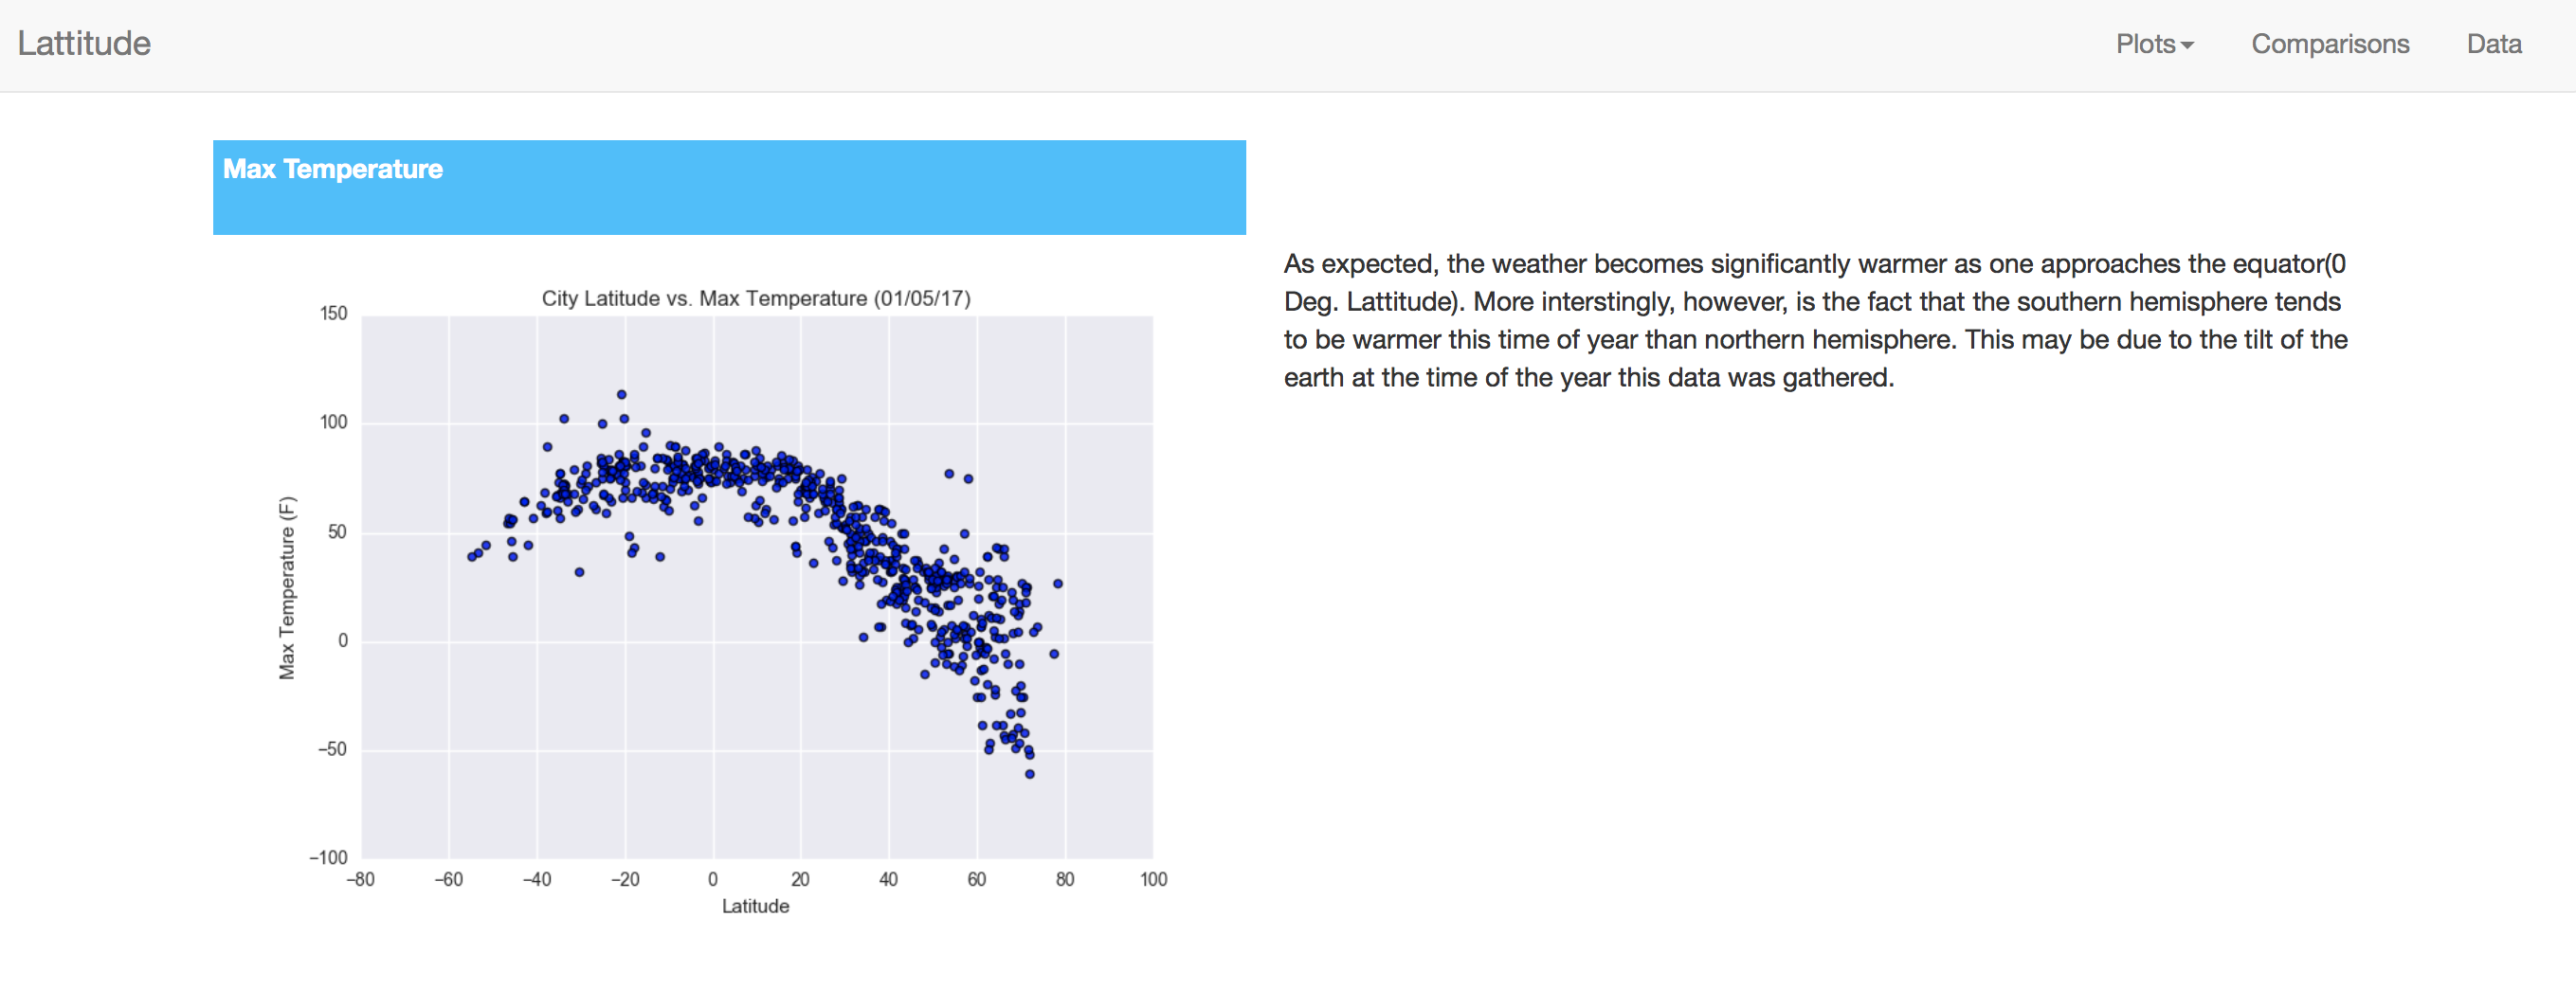 Lattitude
Plots
Comparisons
Data
Max Temperature
City Latitude vs. Max Temperature (01/05/17)
150
100
50
0
−50
−100
Max Temperature (F)
−80
−60
−40
−20
0
20
40
60
80
100
Latitude
As expected, the weather becomes significantly warmer as one approaches the equator(0
Deg. Lattitude). More interstingly, however, is the fact that the southern hemisphere tends
to be warmer this time of year than northern hemisphere. This may be due to the tilt of the
earth at the time of the year this data was gathered.